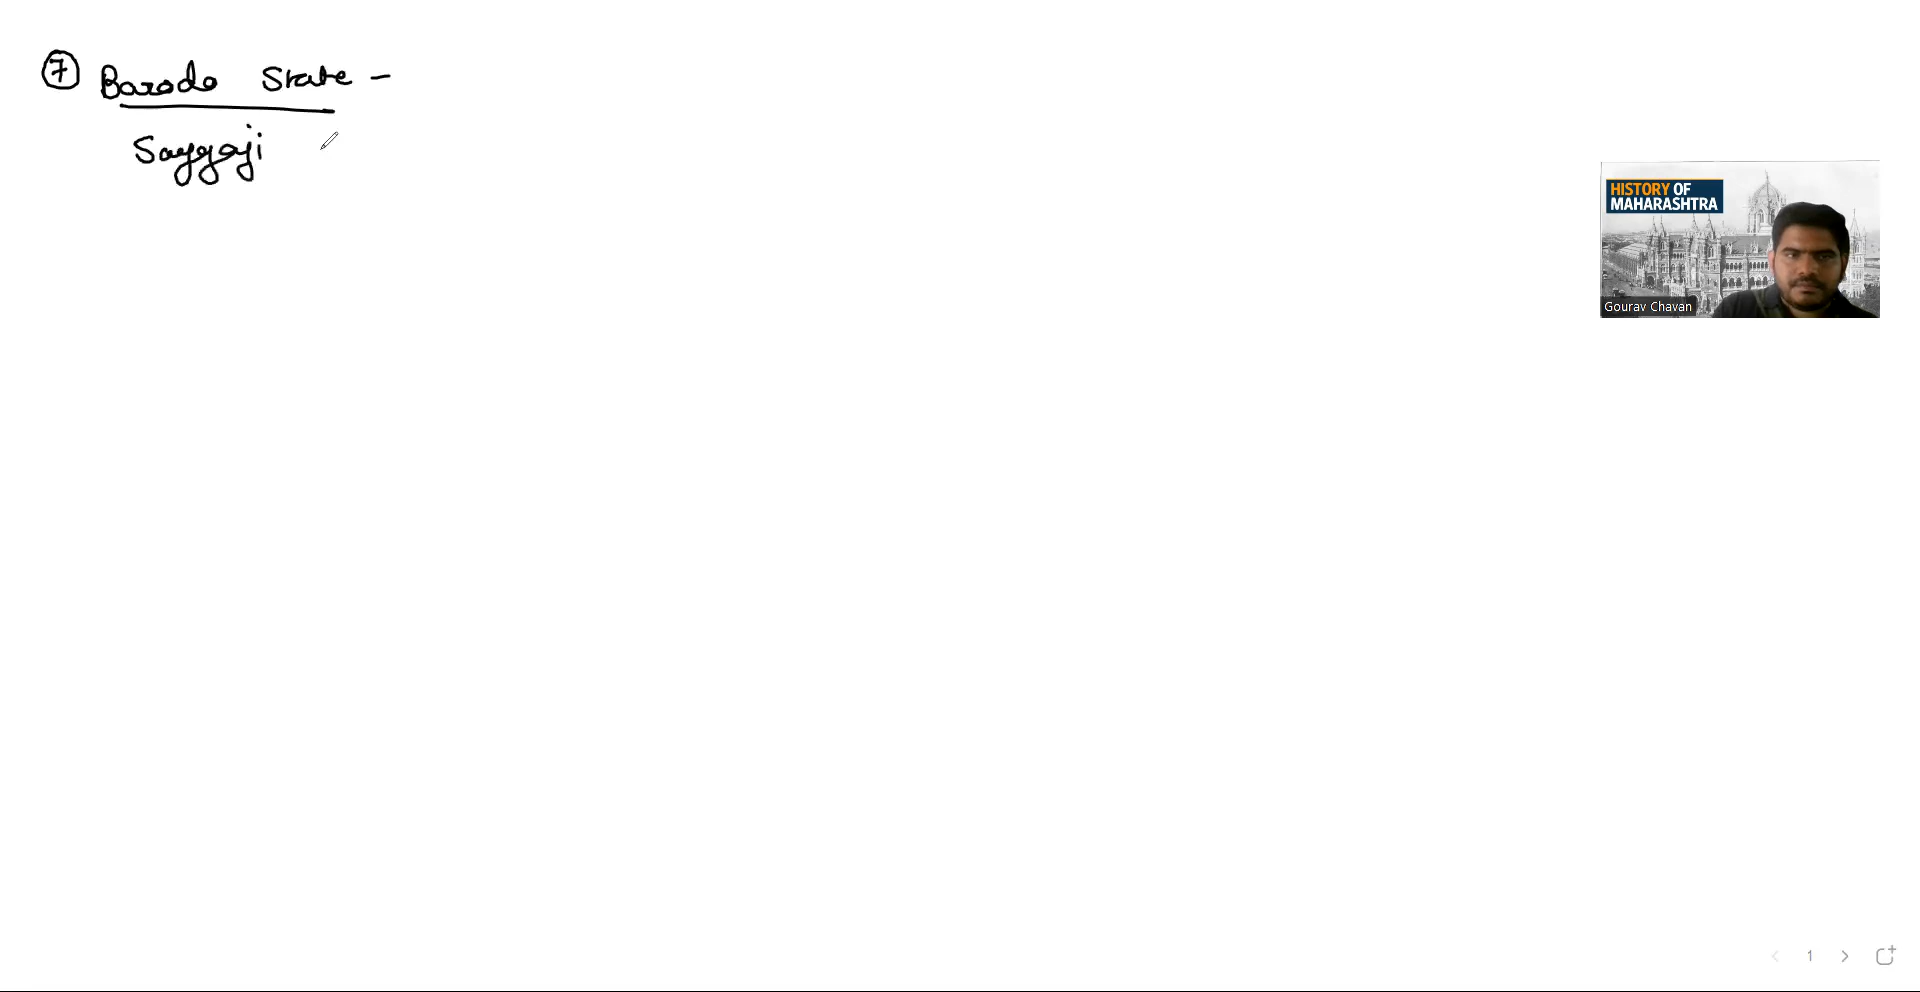 ⑦ Baroda State -
Sayyaji
HISTORY OF
MAHARASHTRA
Gourav Chavan
1